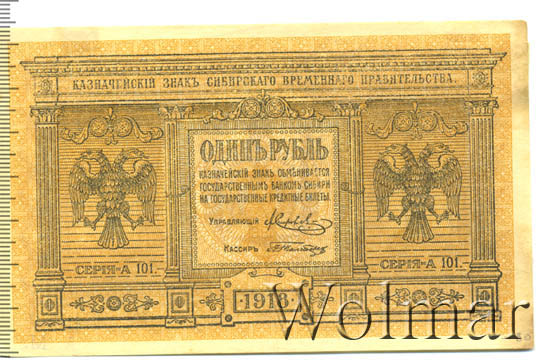 КАЗНАЧЕЙСКІЙ ЗНАКЪ СИБИРСКАГО ВРЕМЕННАГО ПРАВИТЕЛЬСТВА.
ОДИНЪ РУБЛЬ
КАЗНАЧЕЙСКІЙ ЗНАКЪ ОБМѢНИВАЕТСЯ
ГОСУДАРСТВЕННЫМЪ БАНКОМЪ СИБИРИ
НА ГОСУДАРСТВЕННЫЕ КРЕДИТНЫЕ БИЛЕТЫ.
УПРАВЛЯЮЩІЙ
КАССИРЪ
СЕРІЯ-А 101.-
СЕРІЯ-А 101.-
-1918-
Wolmar
Wolmar